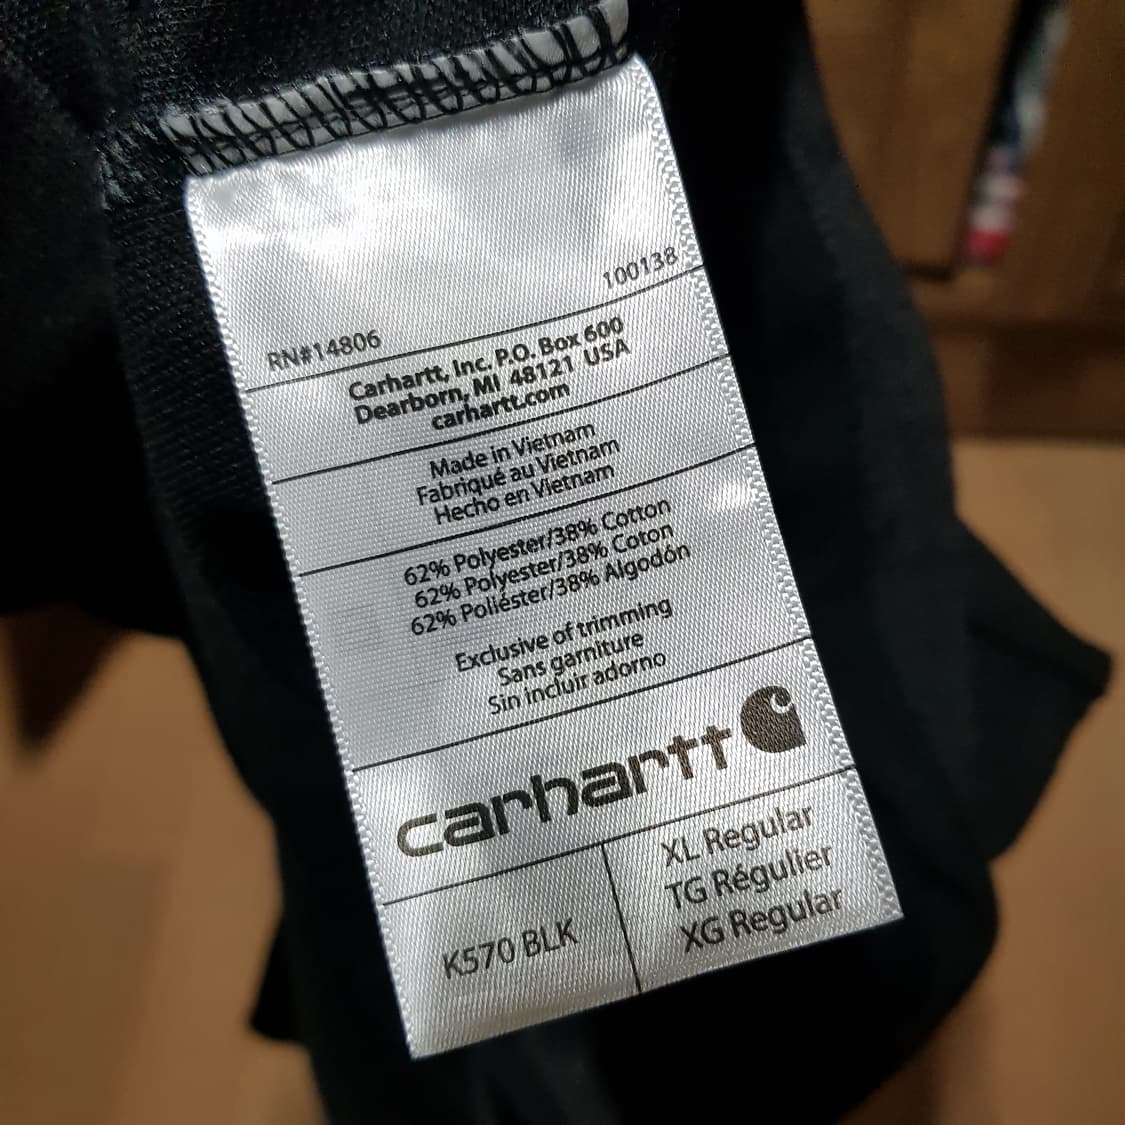 100138
RN#14806
Carhartt, Inc. P.O. Box 600
Dearborn, MI 48121 USA
carhartt.com
Made in Vietnam
Fabriqué au Vietnam
Hecho en Vietnam
62% Polyester/38% Cotton
62% Polyester/38% Coton
62% Poliéster/38% Algodón
Exclusive of trimming
Sans garniture
Sin incluir adorno
carhartt
K570 BLK
XL Regular
TG Régulier
XG Regular